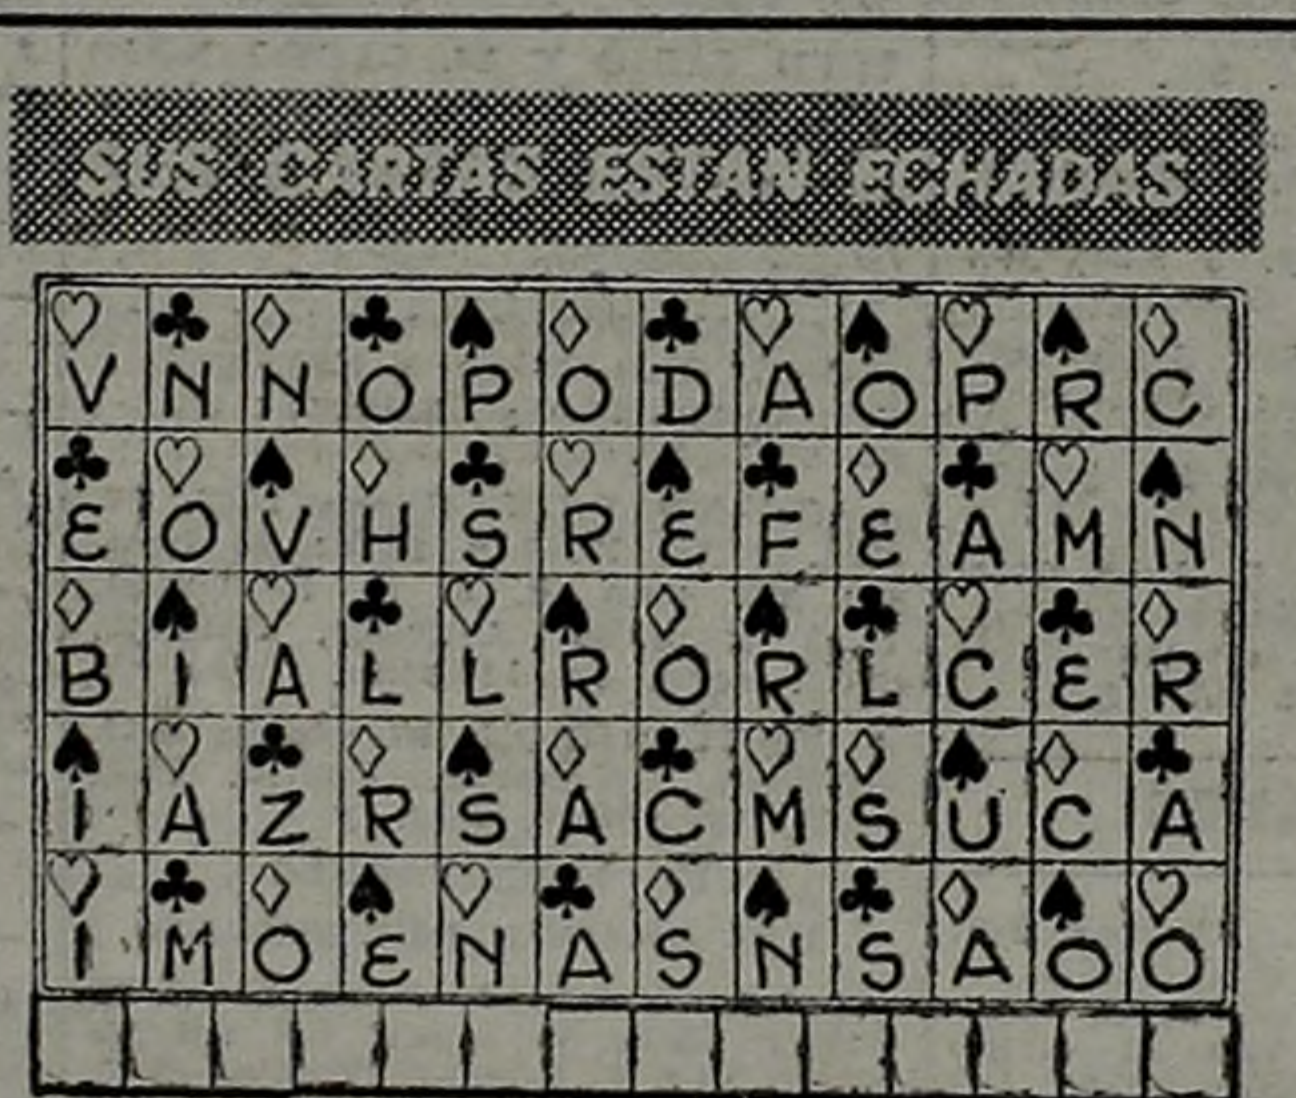 SUS CARTAS ESTAN ECHADAS
♡ ♣ ♢ ♣ ♠ ♢ ♣ ♡ ♠ ♡ ♠ ♢
V N N O P O D A O P R C
♣ ♡ ♠ ♢ ♣ ♡ ♠ ♣ ♢ ♣ ♡ ♠
E O V H S R E F E A M N
♢ ♠ ♡ ♣ ♡ ♠ ♢ ♠ ♣ ♡ ♣ ♢
B I A L L R O R L C E R
♠ ♡ ♣ ♢ ♠ ♢ ♣ ♡ ♢ ♠ ♢ ♣
I A Z R S A C M S U C A
♡ ♣ ♢ ♠ ♡ ♣ ♢ ♠ ♣ ♢ ♠ ♡
I M O E N A S N S A O O